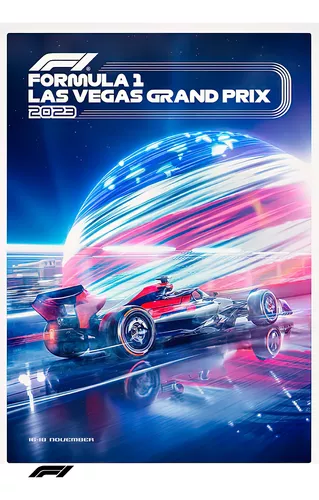 F1
FORMULA 1
LAS VEGAS GRAND PRIX
2023
16-18 NOVEMBER
F1